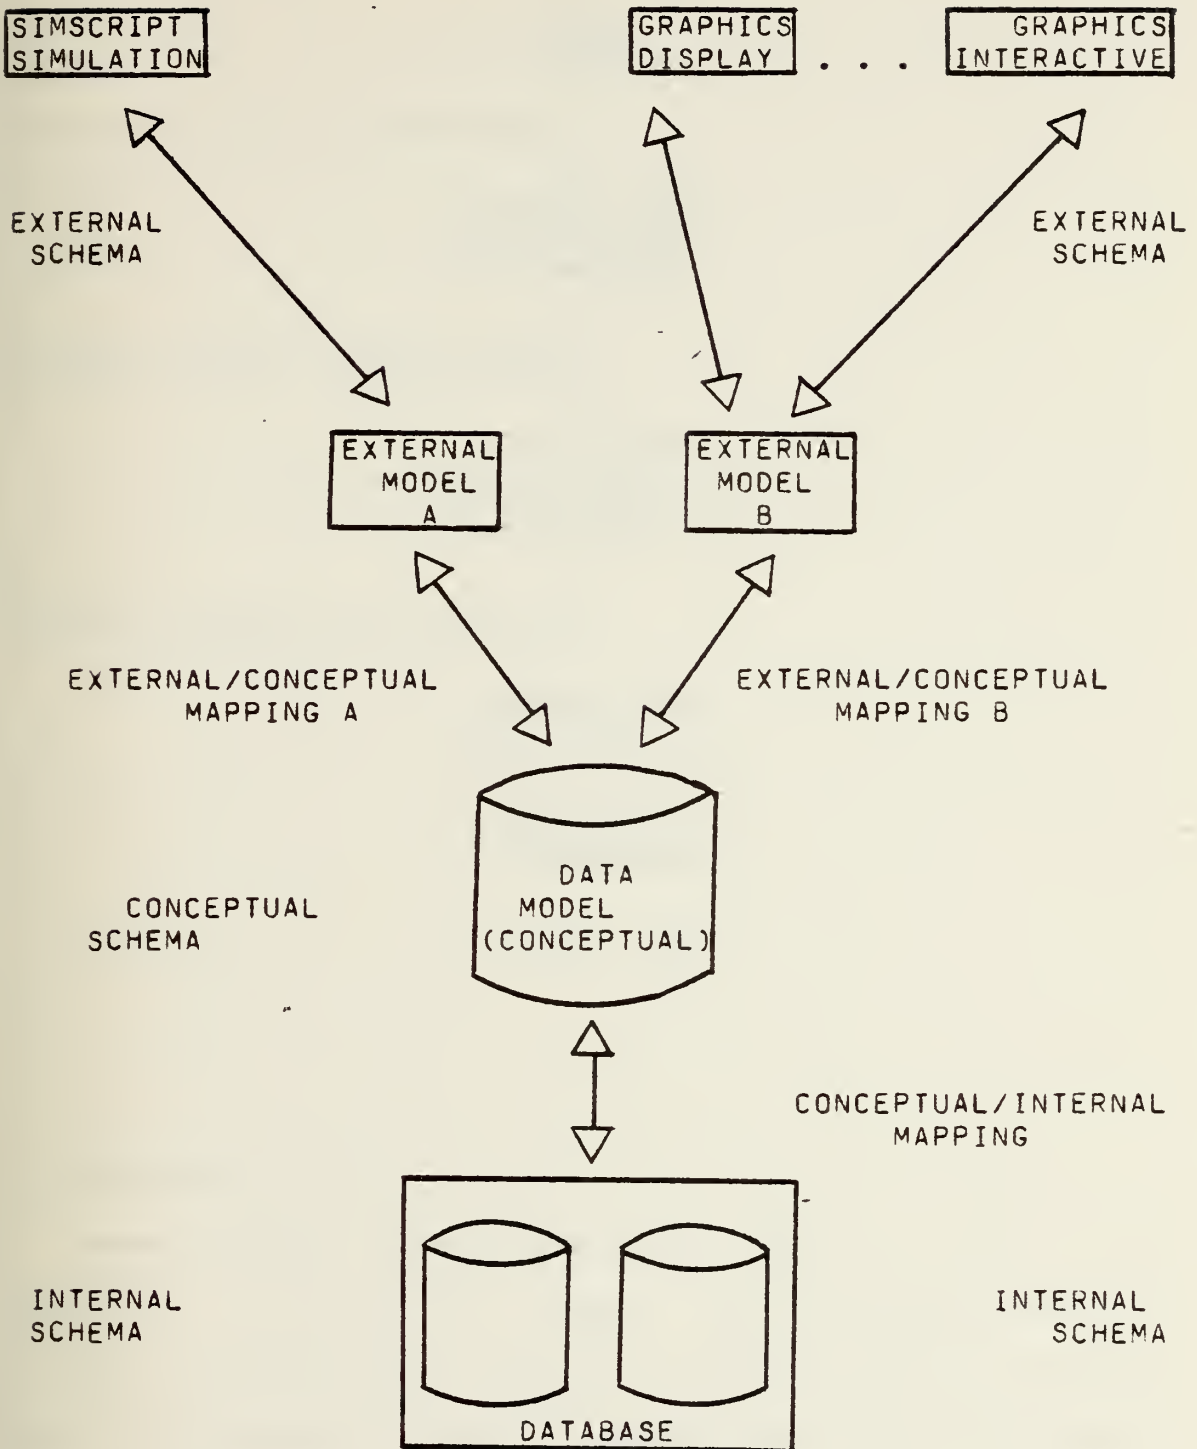 SIMSCRIPT
SIMULATION
GRAPHICS
DISPLAY
. . .
GRAPHICS
INTERACTIVE
EXTERNAL
SCHEMA
EXTERNAL
SCHEMA
EXTERNAL
MODEL
A
EXTERNAL
MODEL
B
EXTERNAL/CONCEPTUAL
MAPPING A
EXTERNAL/CONCEPTUAL
MAPPING B
DATA
MODEL
(CONCEPTUAL)
CONCEPTUAL
SCHEMA
CONCEPTUAL/INTERNAL
MAPPING
INTERNAL
SCHEMA
INTERNAL
SCHEMA
DATABASE